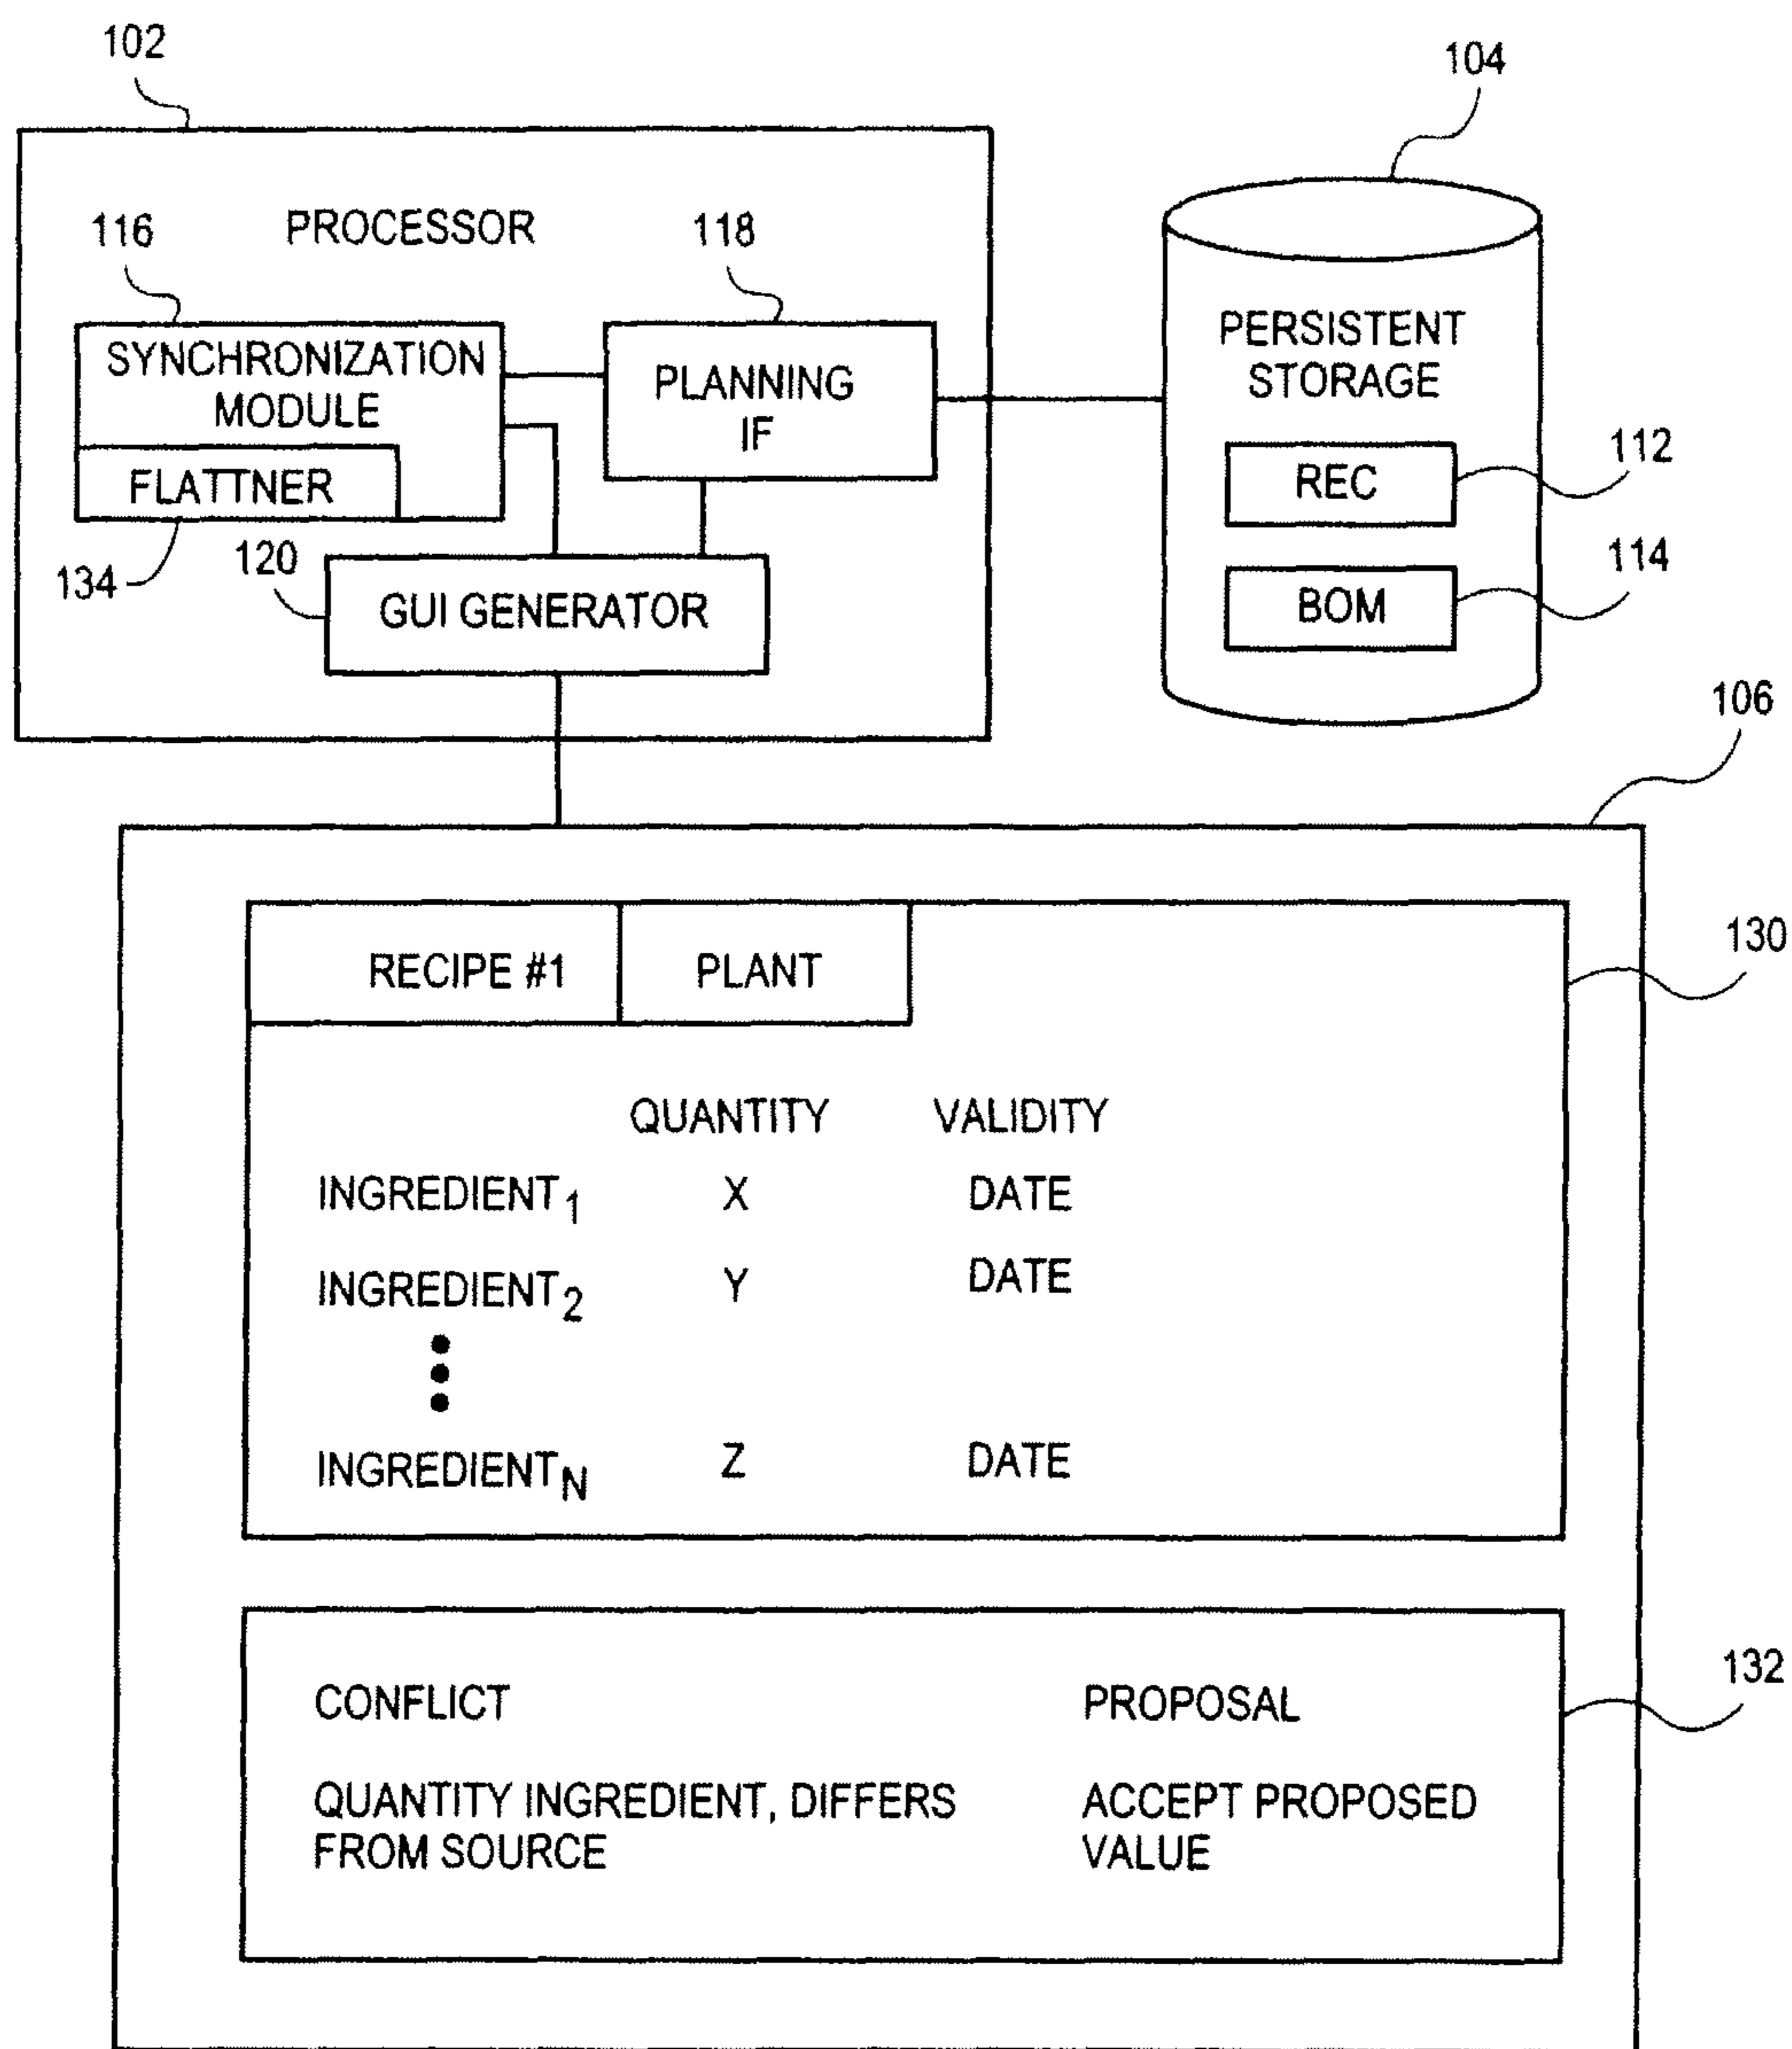 102
104
PROCESSOR
116
118
SYNCHRONIZATION
MODULE
FLATTNER
PLANNING
IF
PERSISTENT
STORAGE
REC
112
BOM
114
134
120
GUI GENERATOR
106
RECIPE #1
PLANT
130
QUANTITY VALIDITY
INGREDIENT1 X DATE
INGREDIENT2 Y DATE
INGREDIENTN Z DATE
CONFLICT PROPOSAL
132
QUANTITY INGREDIENT, DIFFERS
FROM SOURCE
ACCEPT PROPOSED
VALUE